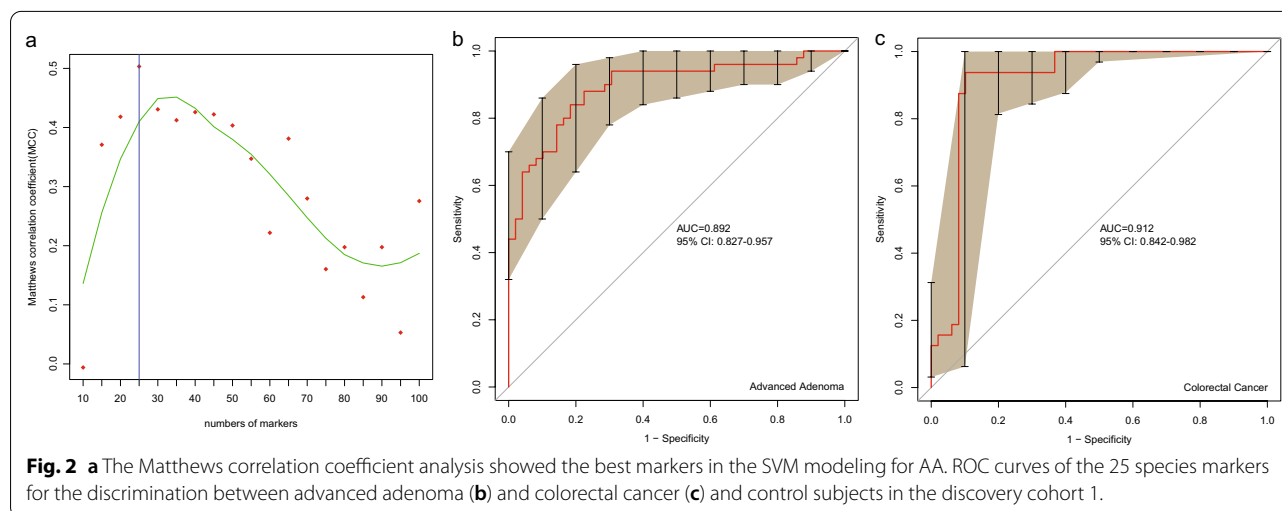 a
Matthews correlation coefficient(MCC)
0.5
0.4
0.3
0.2
0.1
0.0
10 20 30 40 50 60 70 80 90 100
numbers of markers
b
Sensitivity
1.0
0.8
0.6
0.4
0.2
0.0
AUC=0.892
95% CI: 0.827-0.957
Advanced Adenoma
0.0 0.2 0.4 0.6 0.8 1.0
1 − Specificity
c
Sensitivity
1.0
0.8
0.6
0.4
0.2
0.0
AUC=0.912
95% CI: 0.842-0.982
Colorectal Cancer
0.0 0.2 0.4 0.6 0.8 1.0
1 − Specificity
Fig. 2 a The Matthews correlation coefficient analysis showed the best markers in the SVM modeling for AA. ROC curves of the 25 species markers
for the discrimination between advanced adenoma (b) and colorectal cancer (c) and control subjects in the discovery cohort 1.